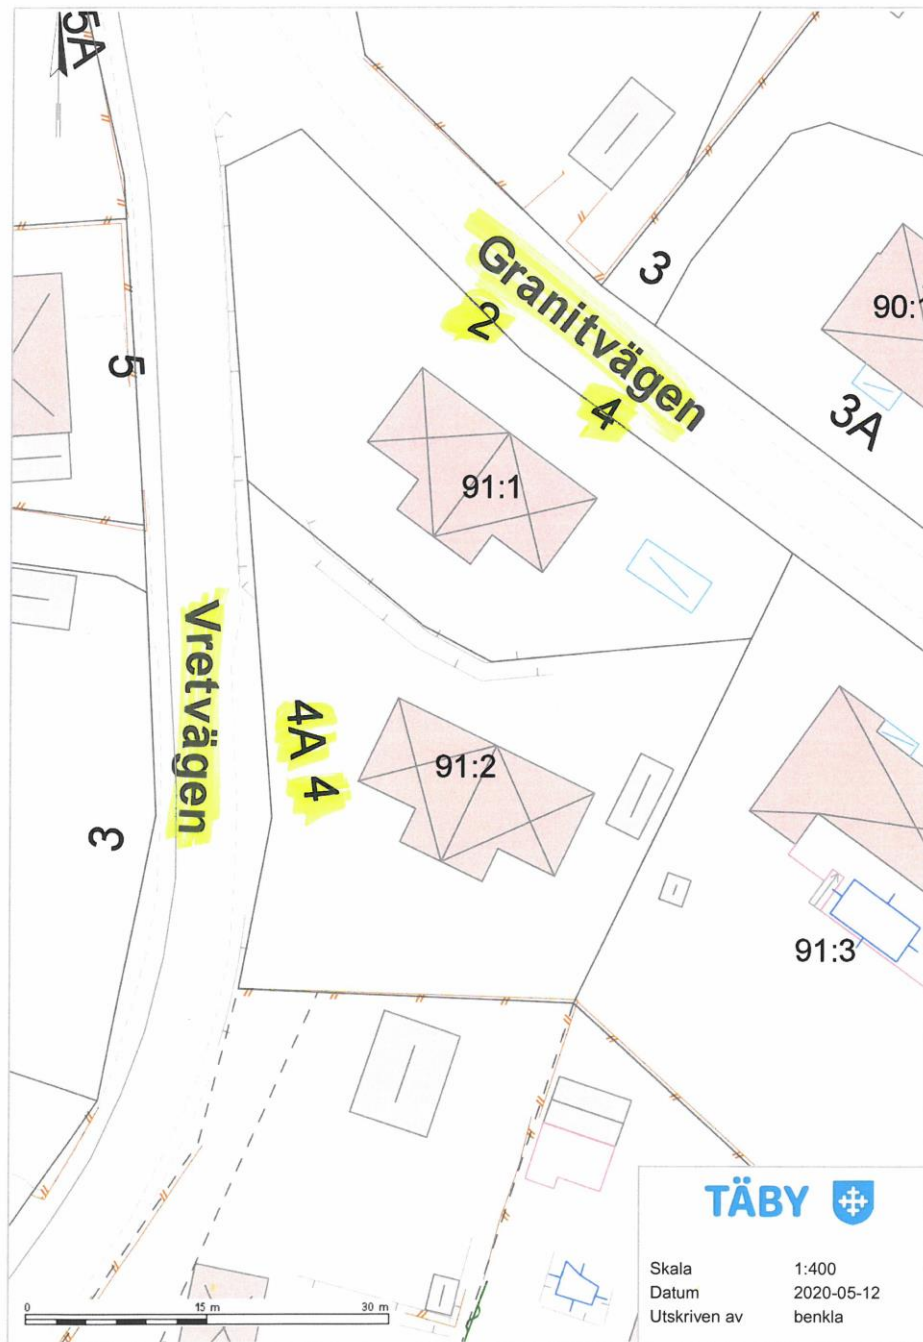 5A
Granitvägen
3
2
4
90:1
3A
5
91:1
Vretvägen
4A
4
91:2
3
91:3
TÄBY
Skala 1:400
Datum 2020-05-12
Utskriven av benkla
0 15 m 30 m